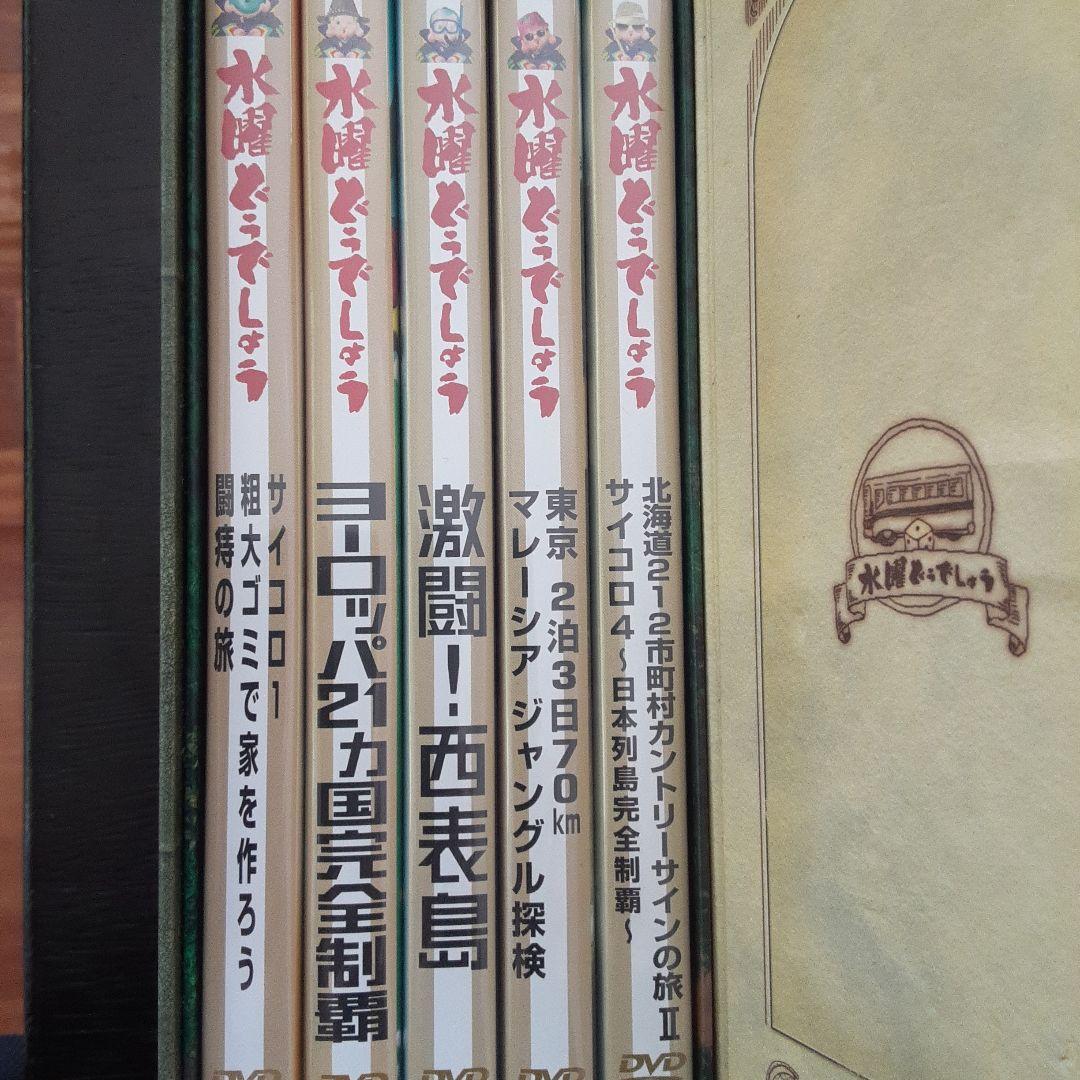 水曜どうでしょう
サイコロ1
粗大ゴミで家を作ろう
闘痔の旅
DVD
水曜どうでしょう
ヨーロッパ21ヵ国完全制覇
DVD
水曜どうでしょう
激闘!西表島
DVD
水曜どうでしょう
東京 2泊3日70km
マレーシア ジャングル探検
DVD
水曜どうでしょう
北海道212市町村カントリーサインの旅Ⅱ
サイコロ4~日本列島完全制覇~
DVD
水曜どうでしょう